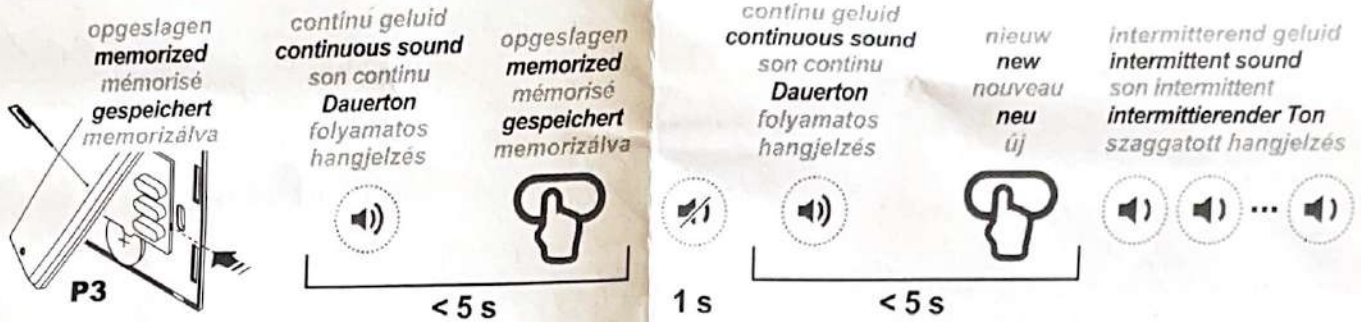 opgeslagen
memorized
mémorisé
gespeichert
memorizálva
P3
continu geluid
continuous sound
son continu
Dauerton
folyamatos
hangjelzés
opgeslagen
memorized
mémorisé
gespeichert
memorizálva
< 5 s
1 s
continu geluid
continuous sound
son continu
Dauerton
folyamatos
hangjelzés
nieuw
new
nouveau
neu
új
< 5 s
intermitterend geluid
intermittent sound
son intermittent
intermittierender Ton
szaggatott hangjelzés
...